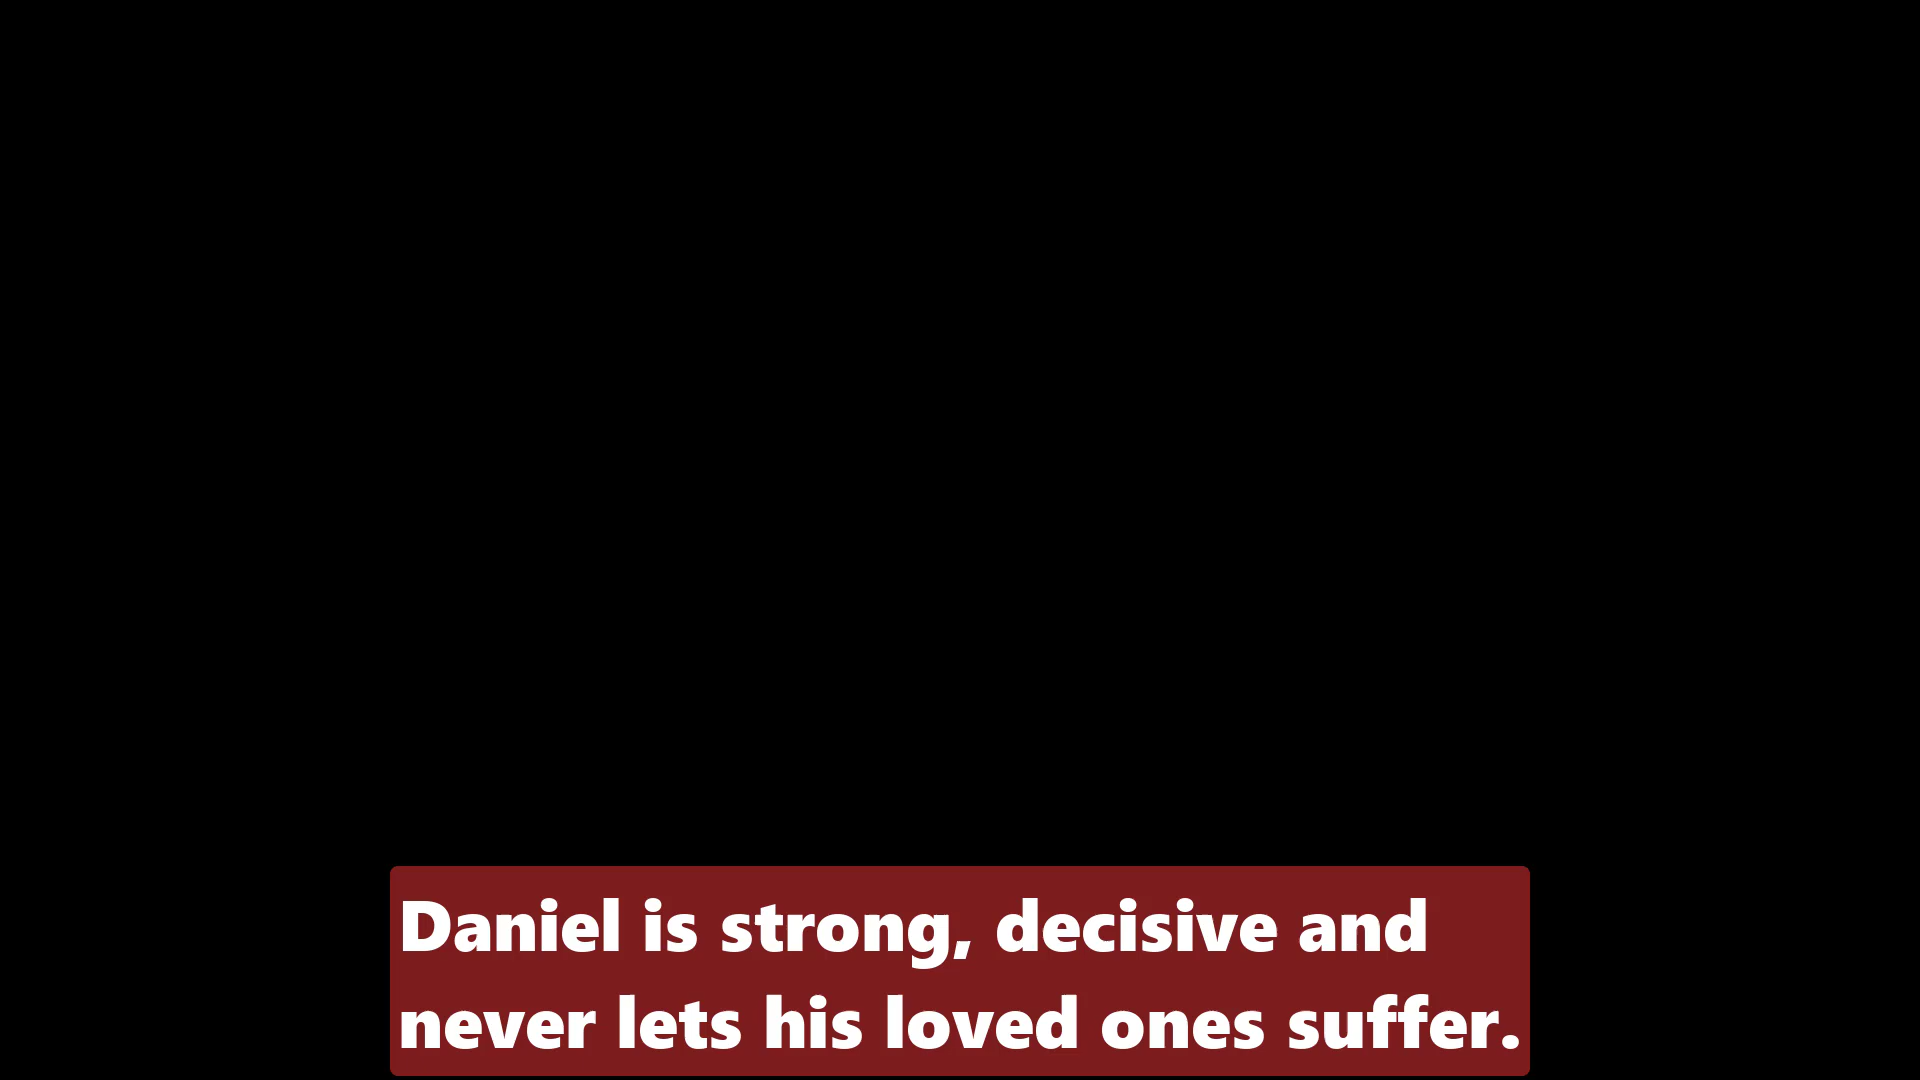 Daniel is strong, decisive and
never lets his loved ones suffer.